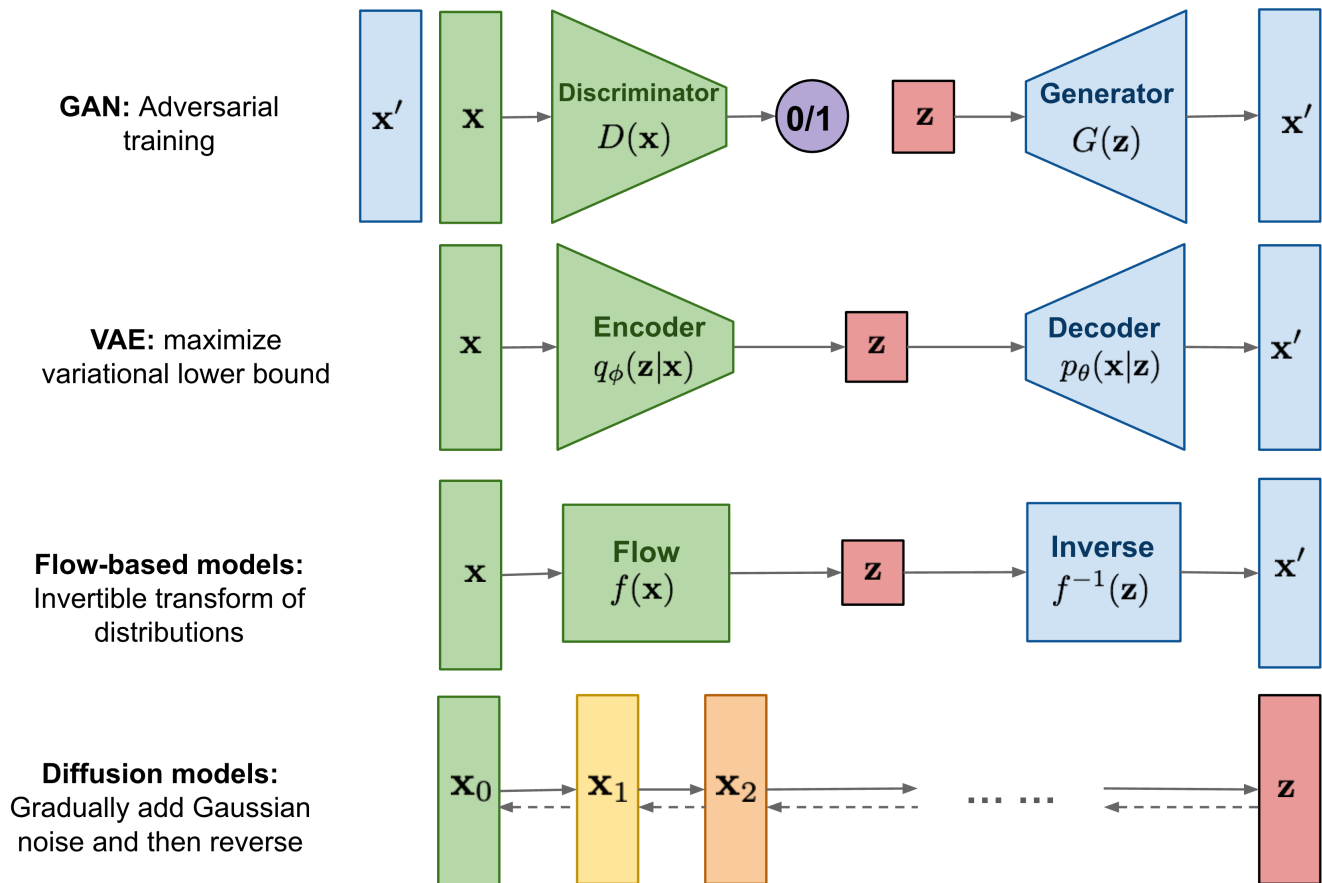 GAN: Adversarial
training
x′
x
Discriminator
D(x)
0/1
z
Generator
G(z)
x′
VAE: maximize
variational lower bound
x
Encoder
qϕ(z|x)
z
Decoder
pθ(x|z)
x′
Flow-based models:
Invertible transform of
distributions
x
Flow
f(x)
z
Inverse
f⁻¹(z)
x′
Diffusion models:
Gradually add Gaussian
noise and then reverse
x₀
x₁
x₂
... ...
z